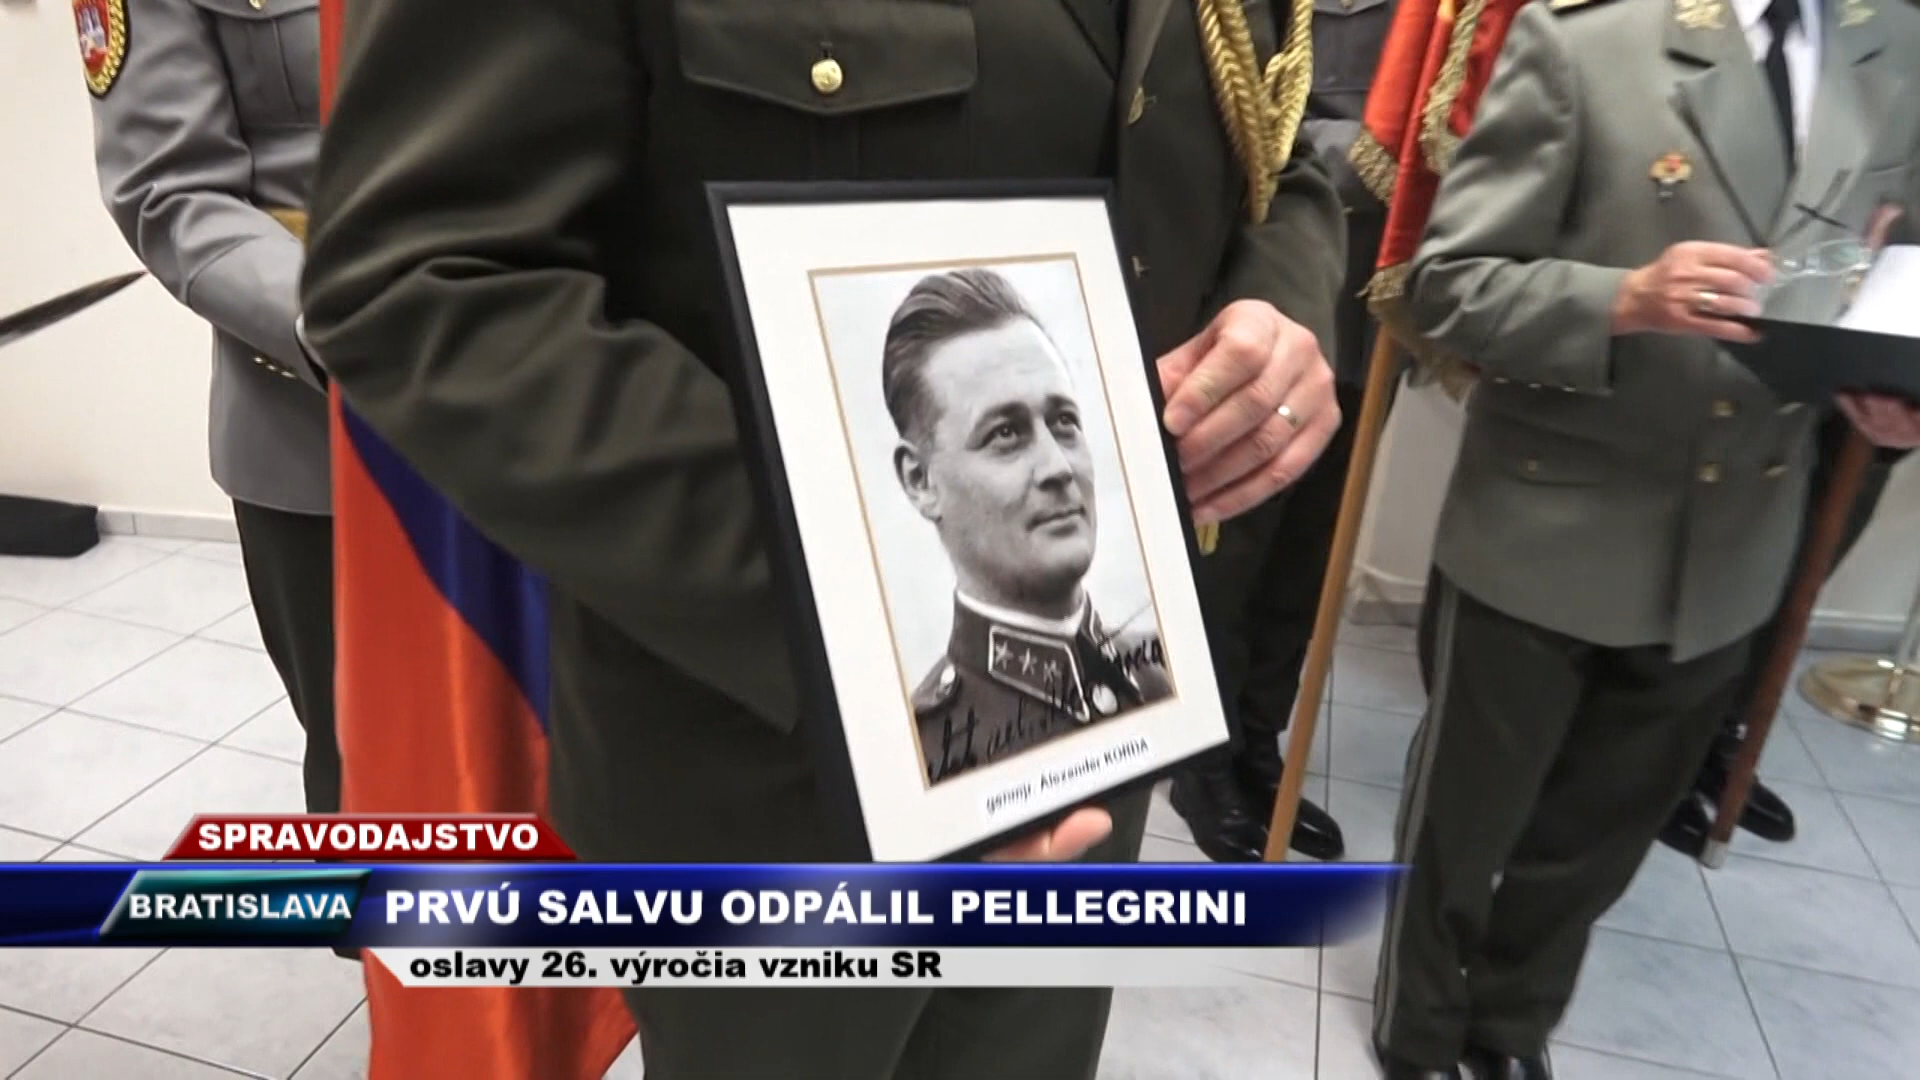 genmjr. Alexander KORDA
SPRAVODAJSTVO
BRATISLAVA
PRVÚ SALVU ODPÁLIL PELLEGRINI
oslavy 26. výročia vzniku SR